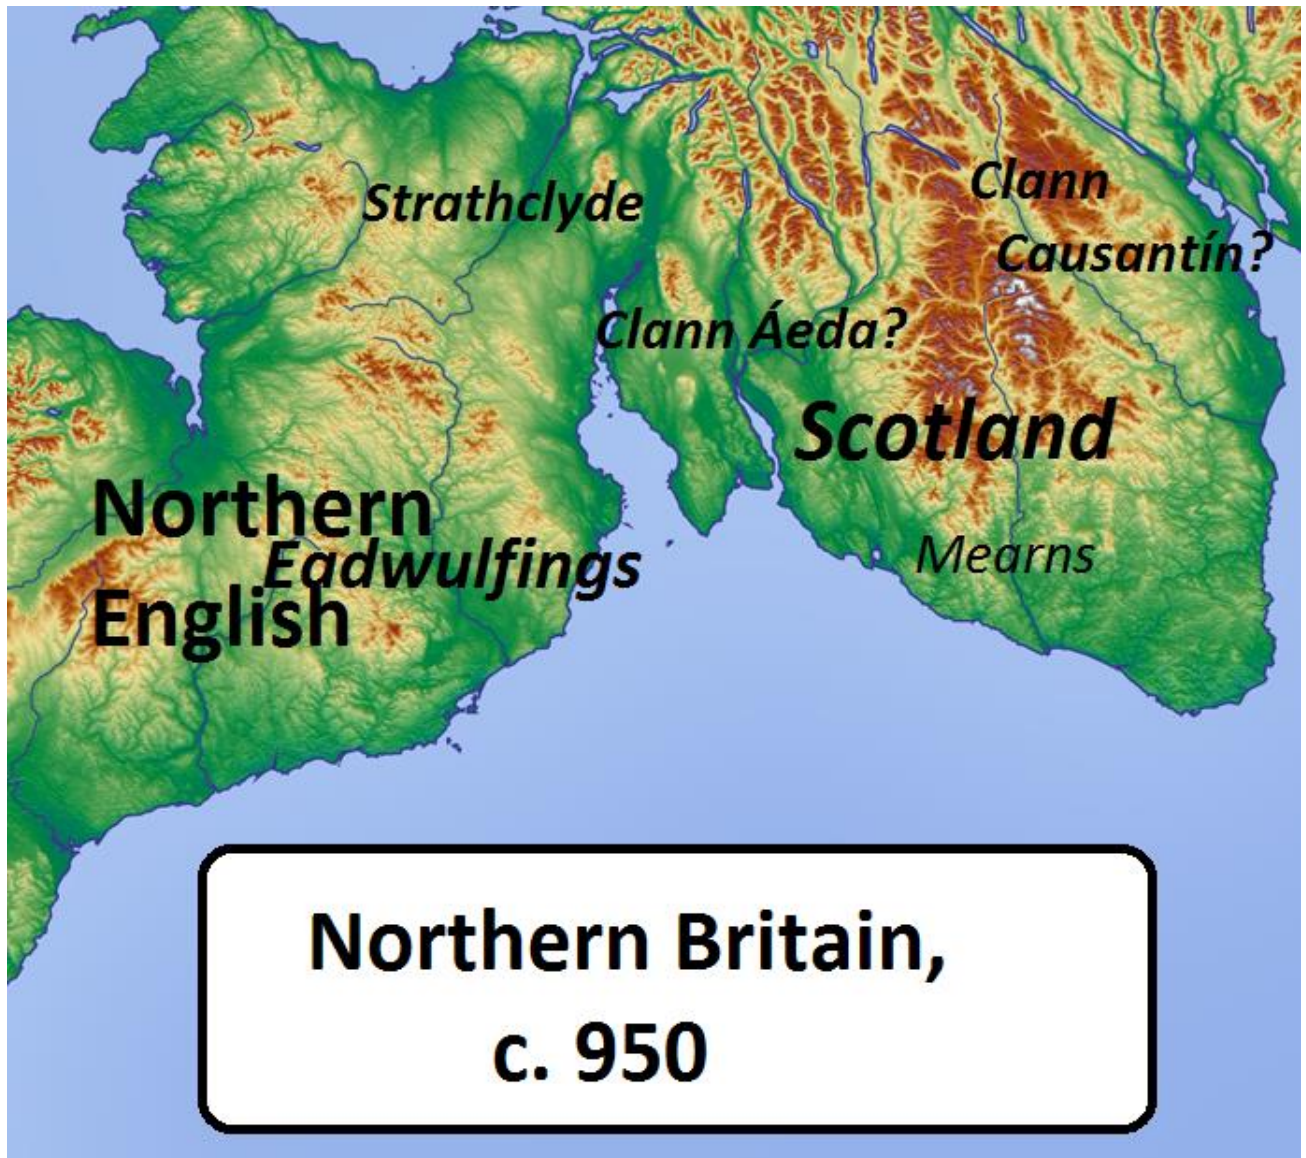 Strathclyde
Clann
Causantín?
Clann Áeda?
Scotland
Northern
English
Eadwulfings
Mearns
Northern Britain,
c. 950